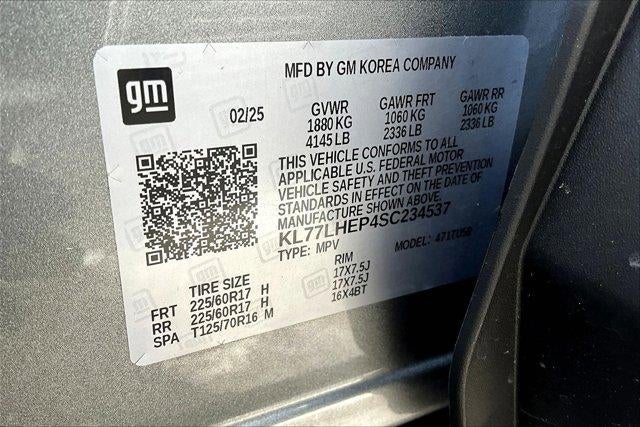 gm
MFD BY GM KOREA COMPANY
02/25
GVWR GAWR FRT GAWR RR
1880 KG 1060 KG 1060 KG
4145 LB 2336 LB 2336 LB
THIS VEHICLE CONFORMS TO ALL
APPLICABLE U.S. FEDERAL MOTOR
VEHICLE SAFETY AND THEFT PREVENTION
STANDARDS IN EFFECT ON THE DATE OF
MANUFACTURE SHOWN ABOVE.
KL77LHEP4SC234537
TYPE: MPV MODEL: 471TU58
TIRE SIZE RIM
FRT 225/60R17 H 17X7.5J
RR 225/60R17 H 17X7.5J
SPA T125/70R16 M 16X4BT